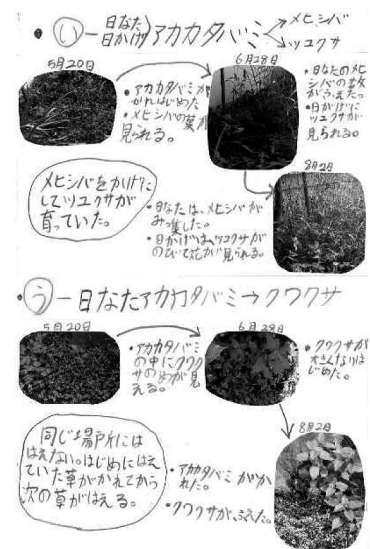 ・(い)―日なた
日かげ
アカカタバミ
メヒシバ
ツユクサ
5月20日
・アカカタバミが
かれはじめた
・メヒシバの葉が
見られる。
6月28日
・日なたのメヒ
シバの数
がふえた。
・日かげに
ツユクサが
見られる。
メヒシバをかげに
してツユクサが
育っていた。
・日なたは、メヒシバが
みっ集した。
・日かげは、ツユクサが
のびて花が見られる。
8月2日
・(う)―日なたアカカタバミ→クワクサ
5月20日
・アカカタバミ
の中にクワク
サのめが見
える。
6月28日
・クワクサが
大きくなりは
じめた。
同じ場所には
はえない。はじめにはえ
ていた草がかれてから
次の草がはえる。
・アカカタバミがか
れた。
・クワクサが、ふえた。
8月2日